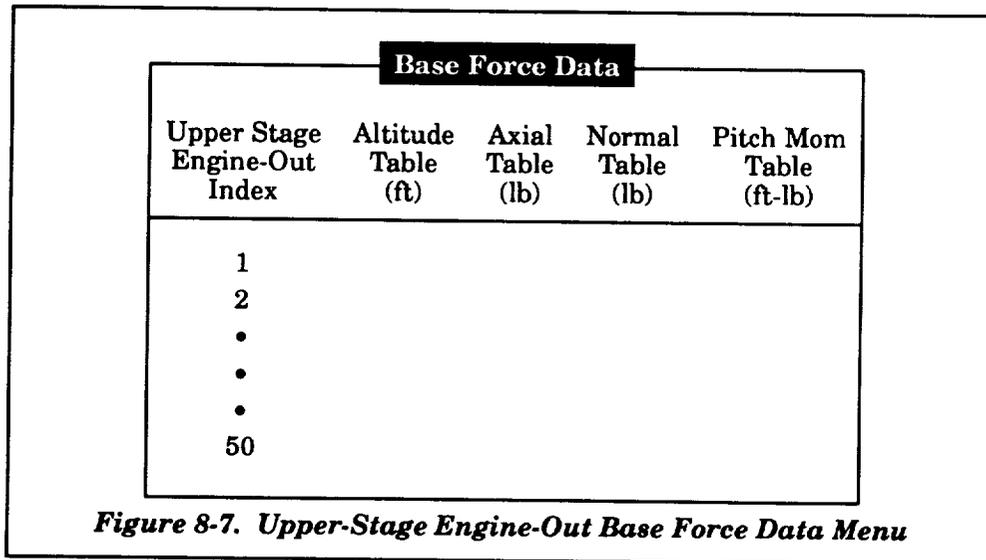 Base Force Data
Upper Stage Engine-Out Index
Altitude Table (ft)
Axial Table (lb)
Normal Table (lb)
Pitch Mom Table (ft-lb)
1
2
•
•
•
50
Figure 8-7. Upper-Stage Engine-Out Base Force Data Menu